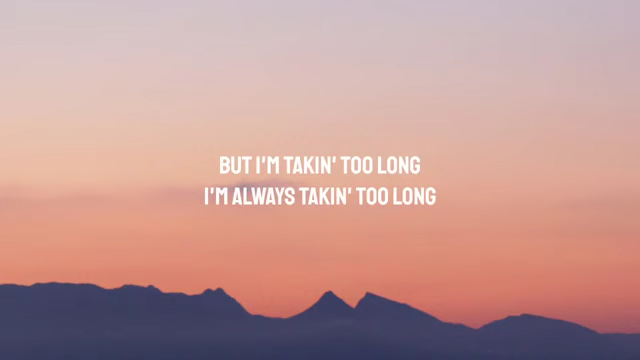 BUT I'M TAKIN' TOO LONG
I'M ALWAYS TAKIN' TOO LONG